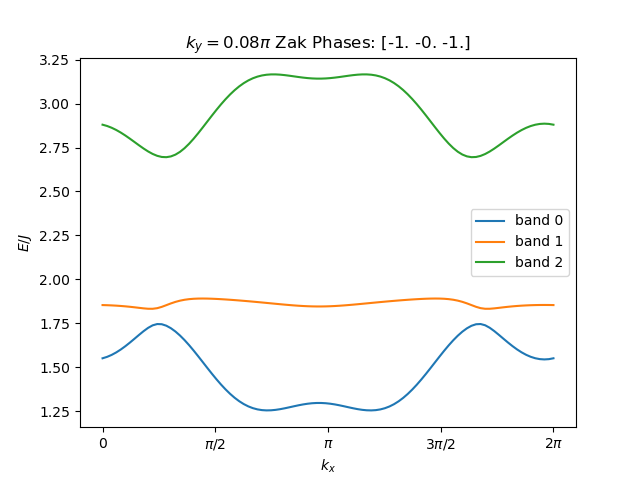 k_y = 0.08π Zak Phases: [-1. -0. -1.]
3.25
3.00
2.75
2.50
2.25
2.00
1.75
1.50
1.25
E/J
band 0
band 1
band 2
0 π/2 π 3π/2 2π
k_x